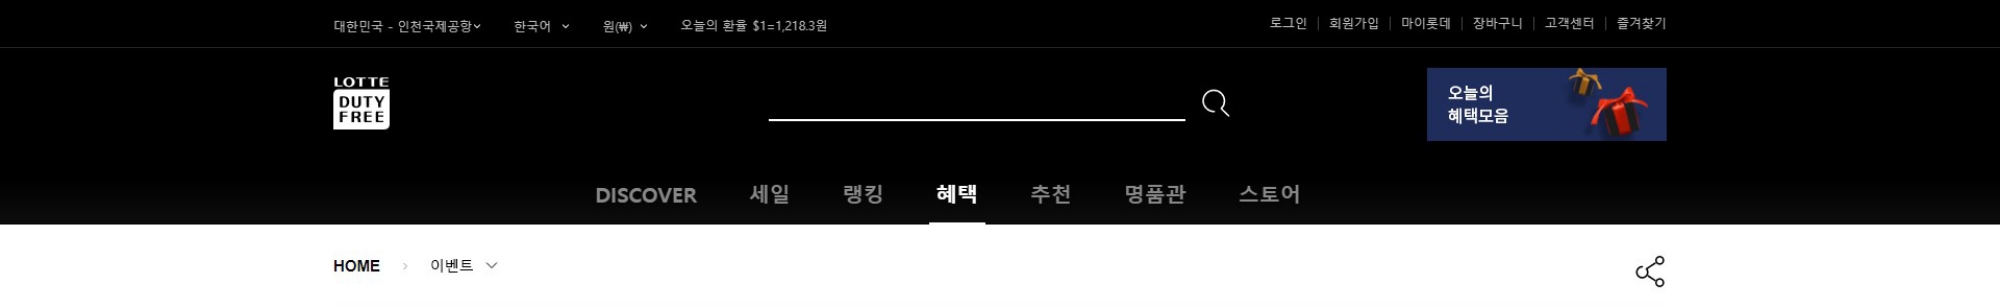 대한민국 - 인천국제공항 한국어 원(₩) 오늘의 환율 $1=1,218.3원 로그인 | 회원가입 | 마이롯데 | 장바구니 | 고객센터 | 즐겨찾기
LOTTE
DUTY
FREE
오늘의
혜택모음
DISCOVER 세일 랭킹 혜택 추천 명품관 스토어
HOME > 이벤트